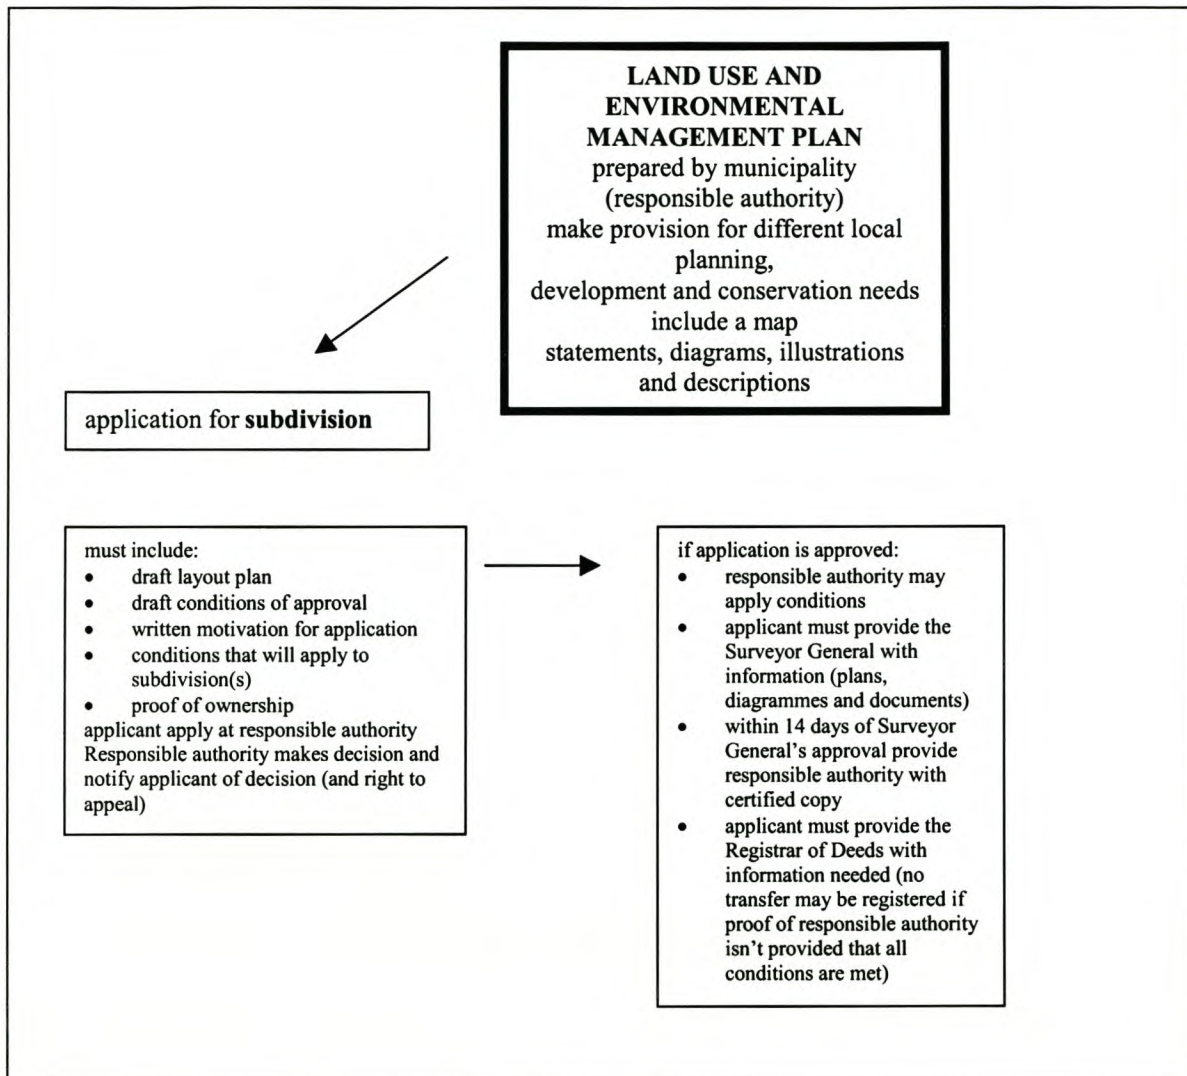 LAND USE AND
ENVIRONMENTAL
MANAGEMENT PLAN
prepared by municipality
(responsible authority)
make provision for different local
planning,
development and conservation needs
include a map
statements, diagrams, illustrations
and descriptions
application for subdivision
must include:
• draft layout plan
• draft conditions of approval
• written motivation for application
• conditions that will apply to
subdivision(s)
• proof of ownership
applicant apply at responsible authority
Responsible authority makes decision and
notify applicant of decision (and right to
appeal)
if application is approved:
• responsible authority may
apply conditions
• applicant must provide the
Surveyor General with
information (plans,
diagrammes and documents)
• within 14 days of Surveyor
General's approval provide
responsible authority with
certified copy
• applicant must provide the
Registrar of Deeds with
information needed (no
transfer may be registered if
proof of responsible authority
isn't provided that all
conditions are met)